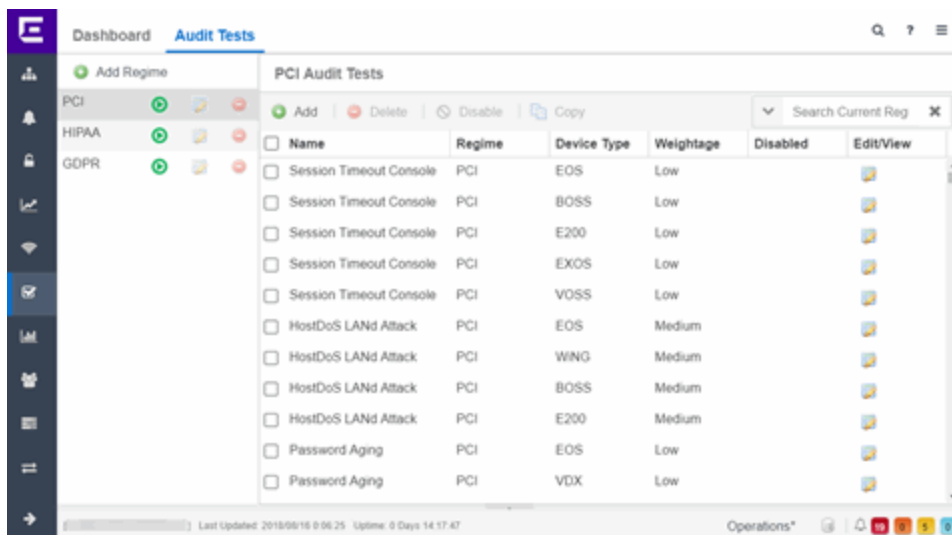 Dashboard Audit Tests
Add Regime
PCI
HIPAA
GDPR
PCI Audit Tests
Add Delete Disable Copy Search Current Reg
Name Regime Device Type Weightage Disabled Edit/View
Session Timeout Console PCI EOS Low
Session Timeout Console PCI BOSS Low
Session Timeout Console PCI E200 Low
Session Timeout Console PCI EXOS Low
Session Timeout Console PCI VOSS Low
HostDoS LANd Attack PCI EOS Medium
HostDoS LANd Attack PCI WiNG Medium
HostDoS LANd Attack PCI BOSS Medium
HostDoS LANd Attack PCI E200 Medium
Password Aging PCI EOS Low
Password Aging PCI VDX Low
Last Updated: 2018/08/16 0:06:25 Uptime: 0 Days 14:17:47 Operations* 19 0 5 0